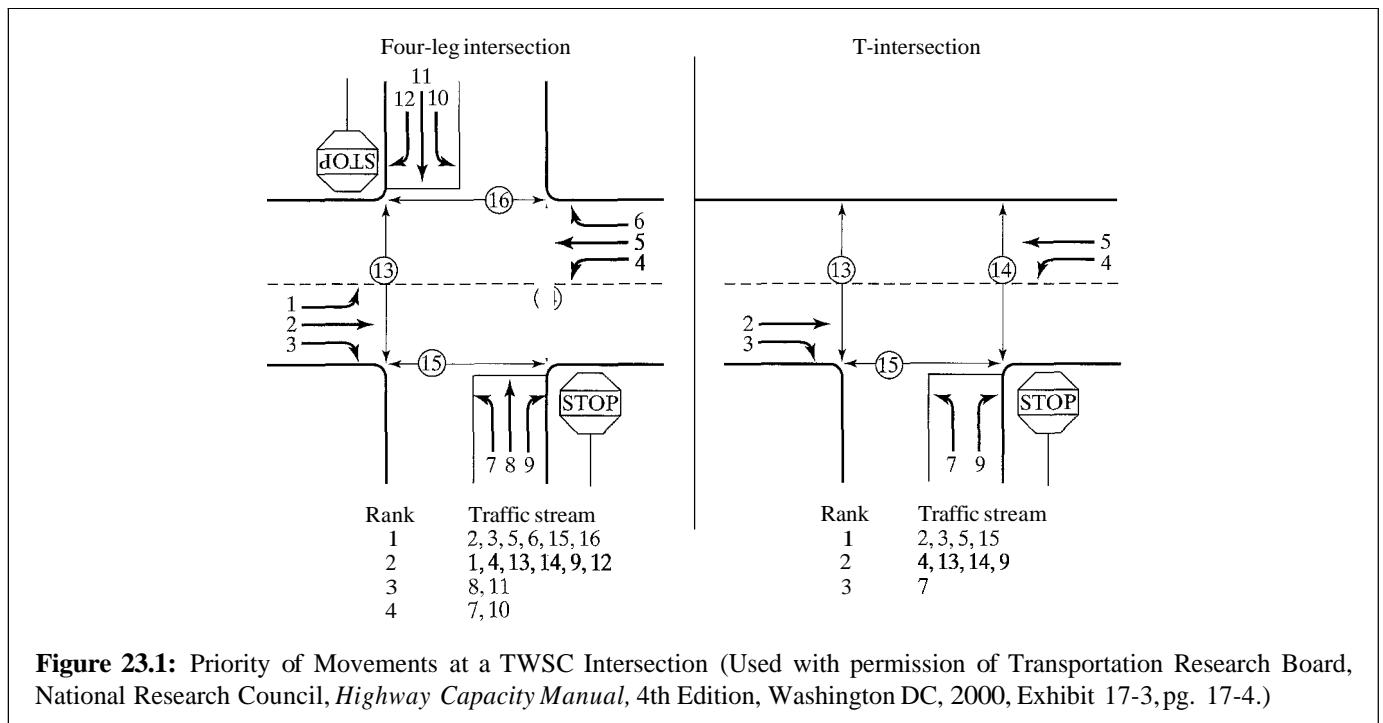 Four-leg intersection
T-intersection
11
12 10
STOP
16
6
5
4
13
1
2
3
15
STOP
7 8 9
13
14
5
4
2
3
15
STOP
7 9
Rank Traffic stream
1 2, 3, 5, 6, 15, 16
2 1, 4, 13, 14, 9, 12
3 8, 11
4 7, 10
Rank Traffic stream
1 2, 3, 5, 15
2 4, 13, 14, 9
3 7
Figure 23.1: Priority of Movements at a TWSC Intersection (Used with permission of Transportation Research Board,
National Research Council, Highway Capacity Manual, 4th Edition, Washington DC, 2000, Exhibit 17-3, pg. 17-4.)